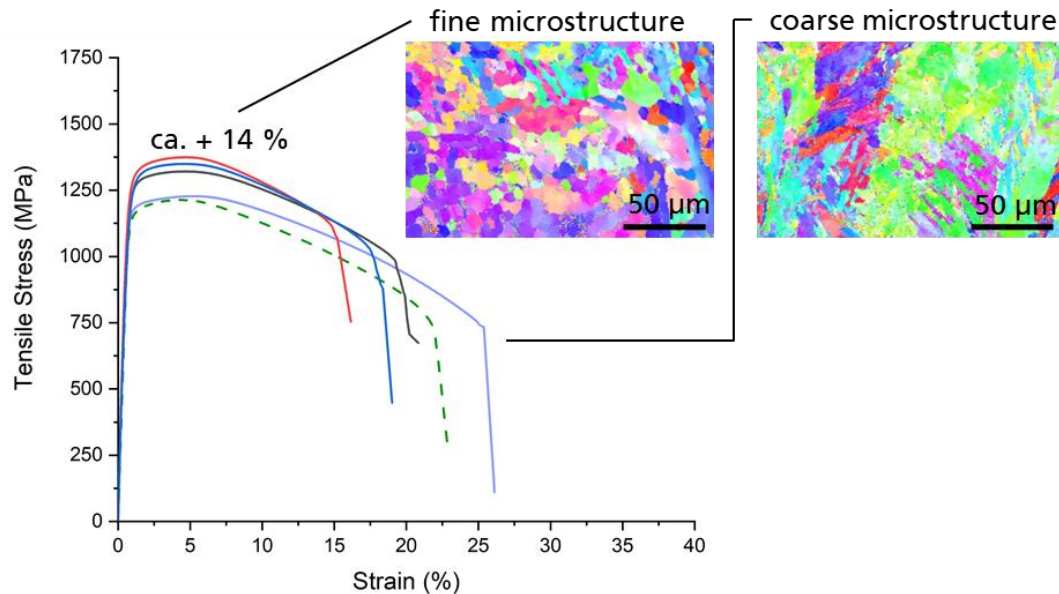 fine microstructure
coarse microstructure
50 µm
50 µm
ca. + 14 %
Tensile Stress (MPa)
1750
1500
1250
1000
750
500
250
0
0
5
10
15
20
25
30
35
40
Strain (%)